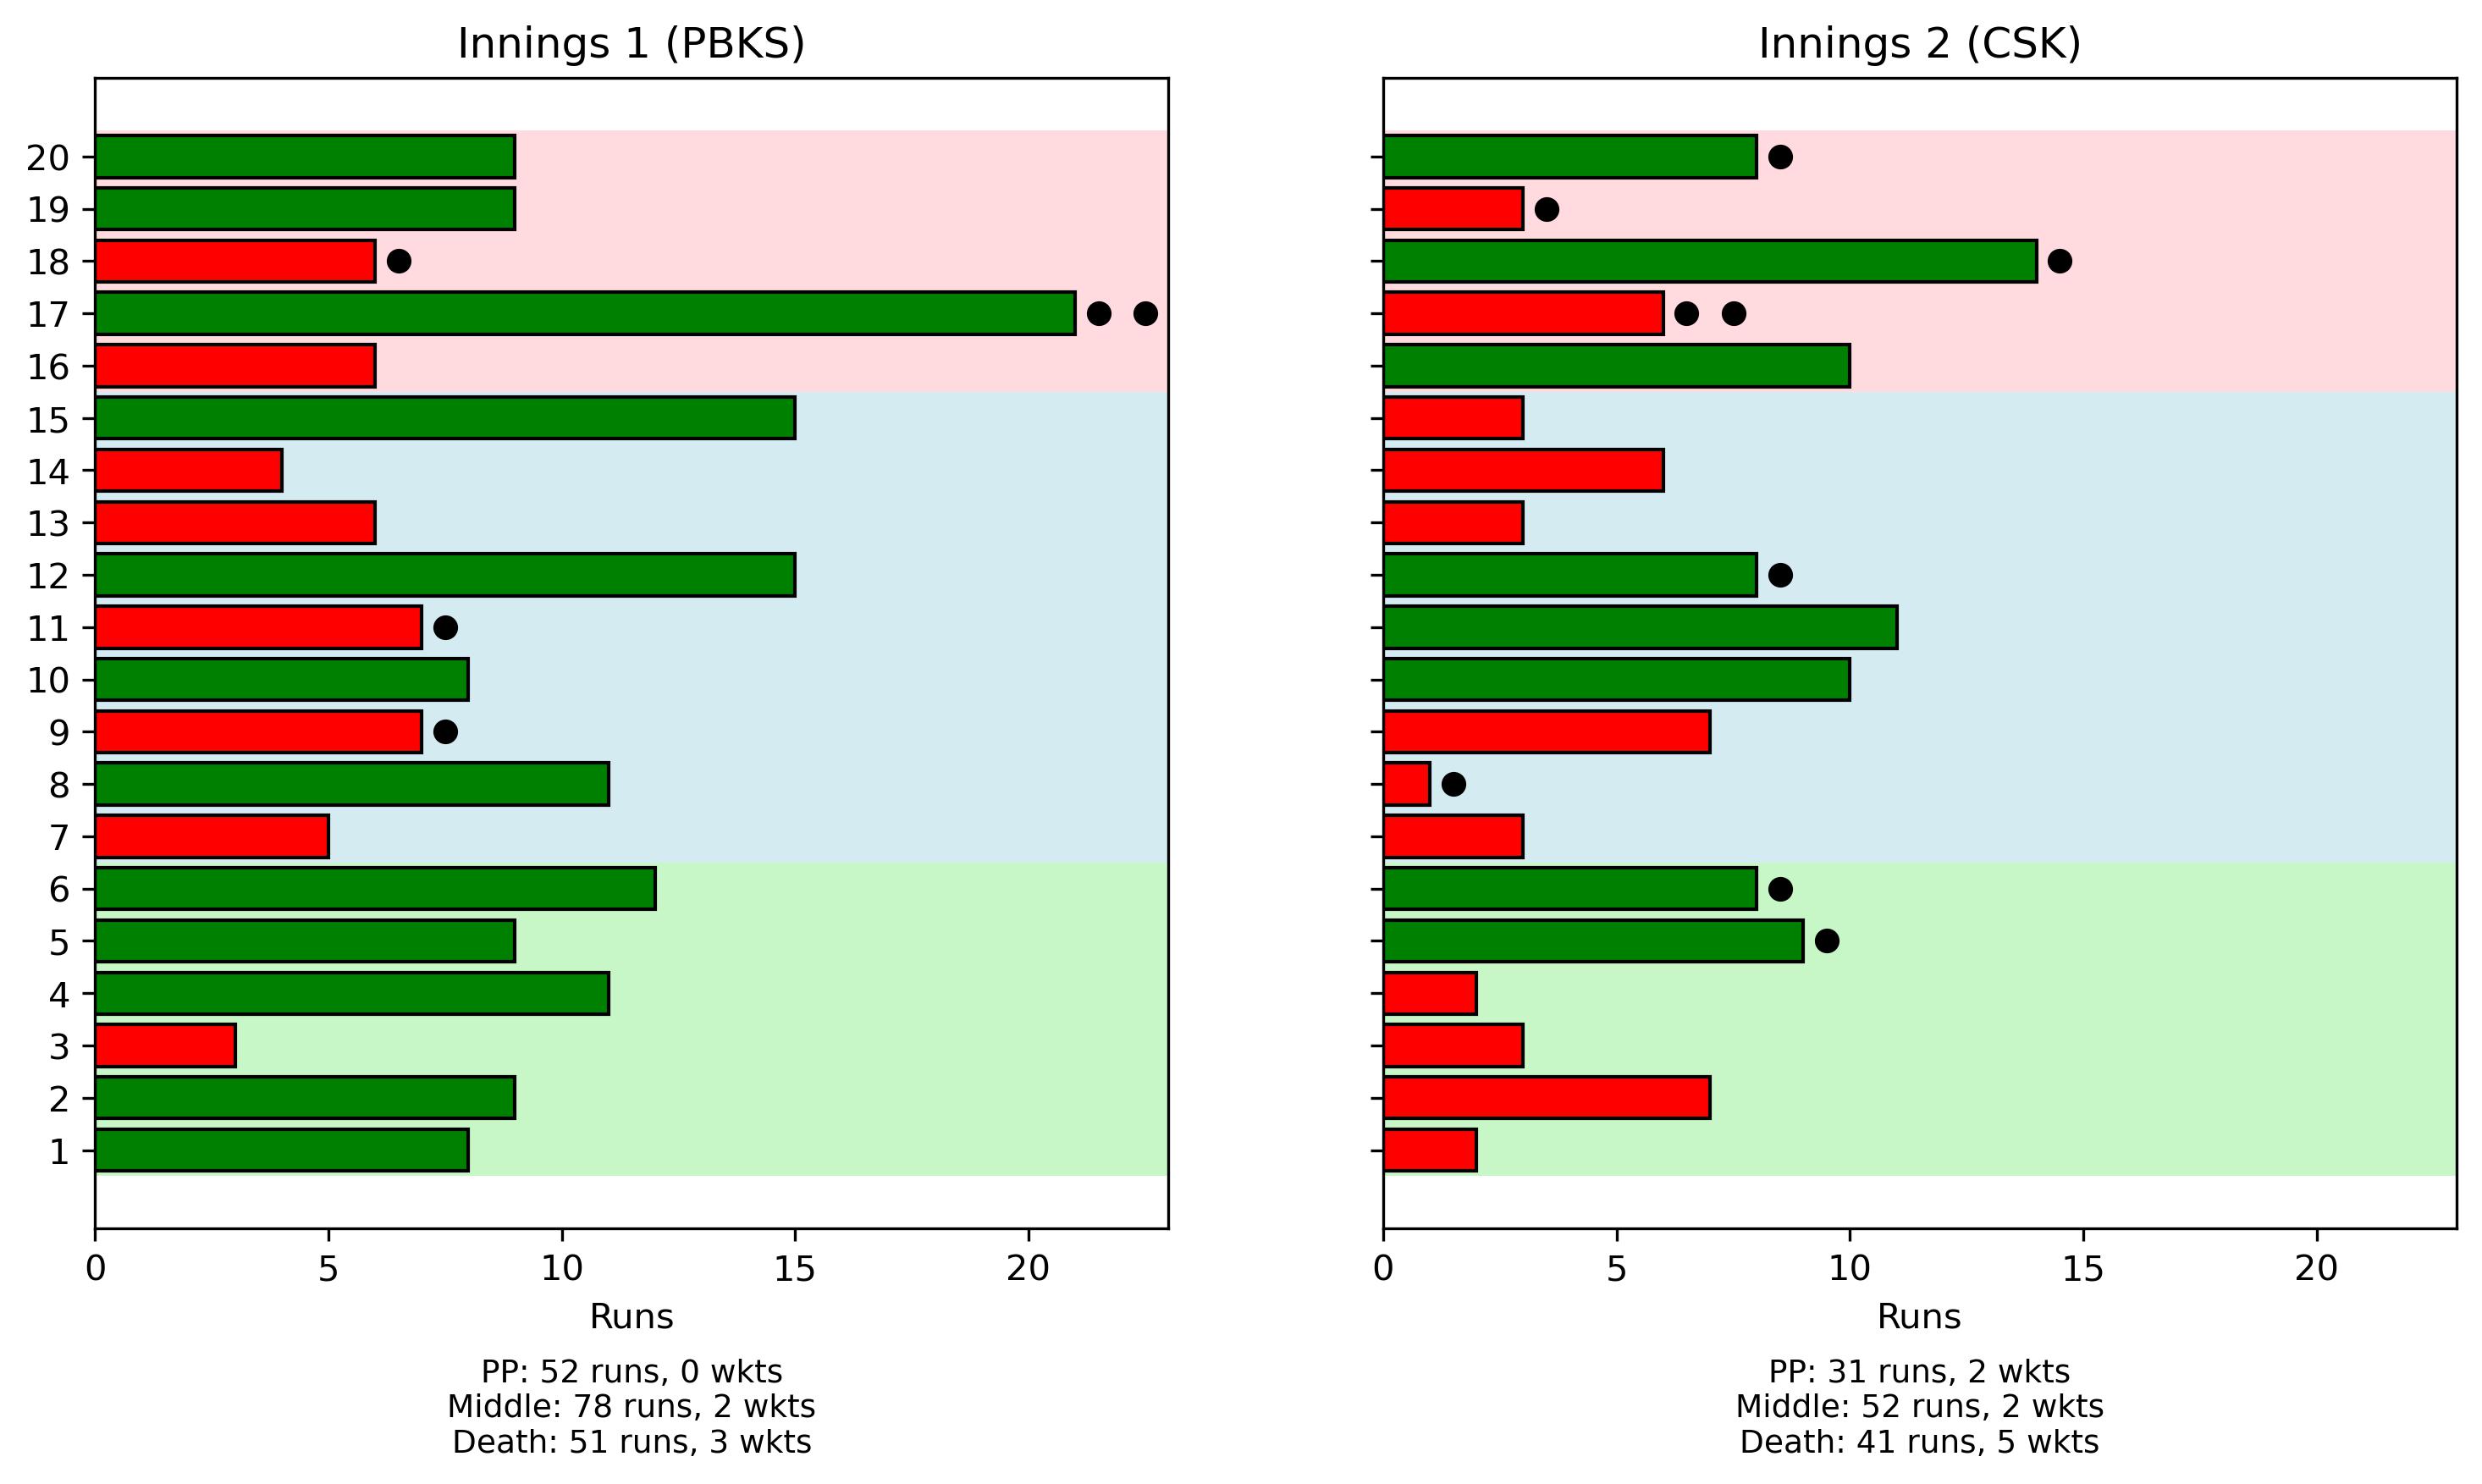 Innings 1 (PBKS)
20
19
18
17
16
15
14
13
12
11
10
9
8
7
6
5
4
3
2
1
0 5 10 15 20
Runs
PP: 52 runs, 0 wkts
Middle: 78 runs, 2 wkts
Death: 51 runs, 3 wkts
Innings 2 (CSK)
0 5 10 15 20
Runs
PP: 31 runs, 2 wkts
Middle: 52 runs, 2 wkts
Death: 41 runs, 5 wkts